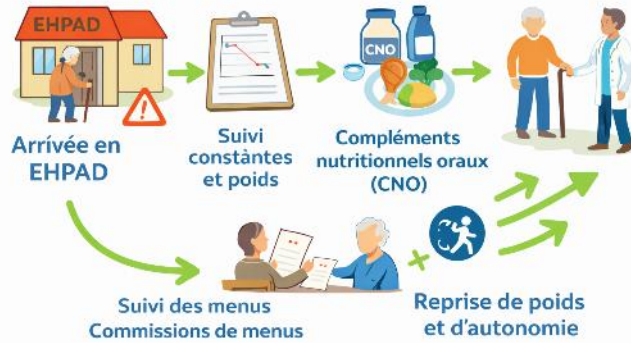 EHPAD
CNO
Arrivée en
EHPAD
Suivi
constàntes
et poids
Compléments
nutritionnels oraux
(CNO)
Suivi des menus
Commissions de menus
Reprise de poids
et d'autonomie